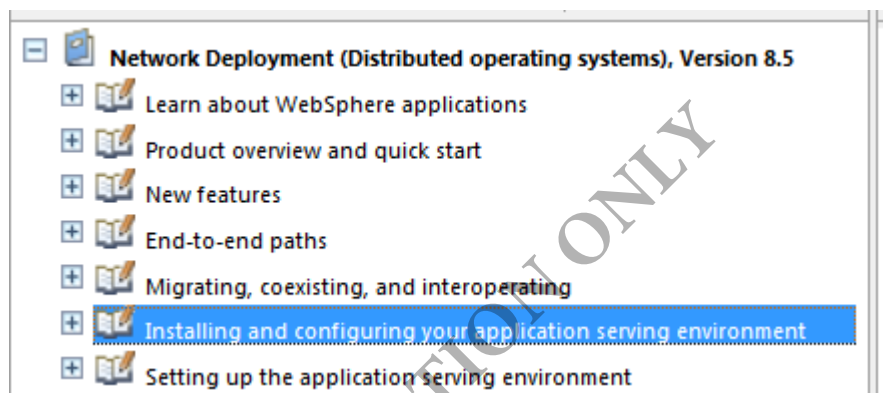 Network Deployment (Distributed operating systems), Version 8.5
Learn about WebSphere applications
Product overview and quick start
New features
End-to-end paths
Migrating, coexisting, and interoperating
Installing and configuring your application serving environment
Setting up the application serving environment
ONLY